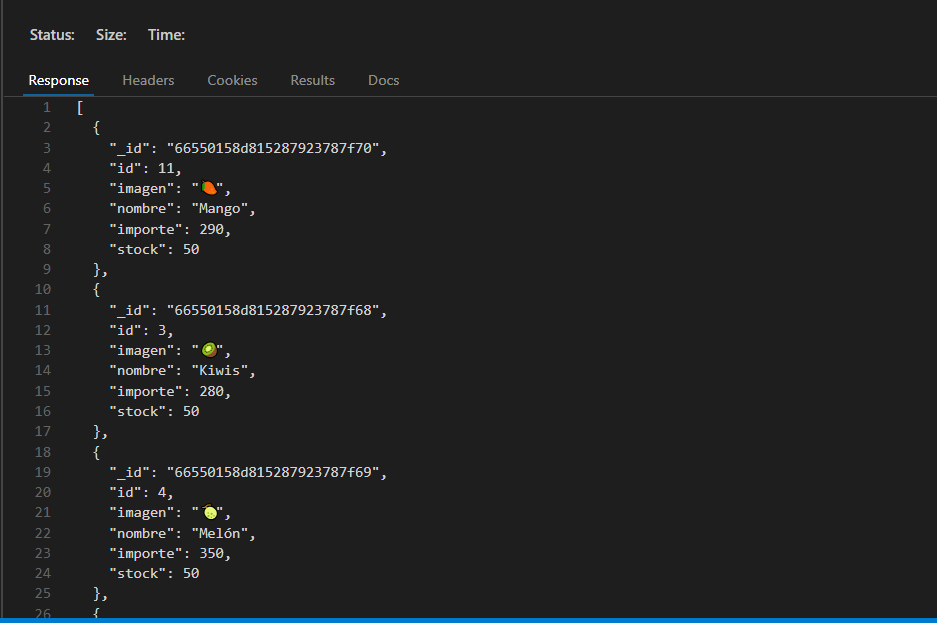 Status: Size: Time:
Response Headers Cookies Results Docs
1 [
2 {
3 "_id": "66550158d815287923787f70",
4 "id": 11,
5 "imagen": "🥭",
6 "nombre": "Mango",
7 "importe": 290,
8 "stock": 50
9 },
10 {
11 "_id": "66550158d815287923787f68",
12 "id": 3,
13 "imagen": "🥝",
14 "nombre": "Kiwis",
15 "importe": 280,
16 "stock": 50
17 },
18 {
19 "_id": "66550158d815287923787f69",
20 "id": 4,
21 "imagen": "🍈",
22 "nombre": "Melón",
23 "importe": 350,
24 "stock": 50
25 },
26 {